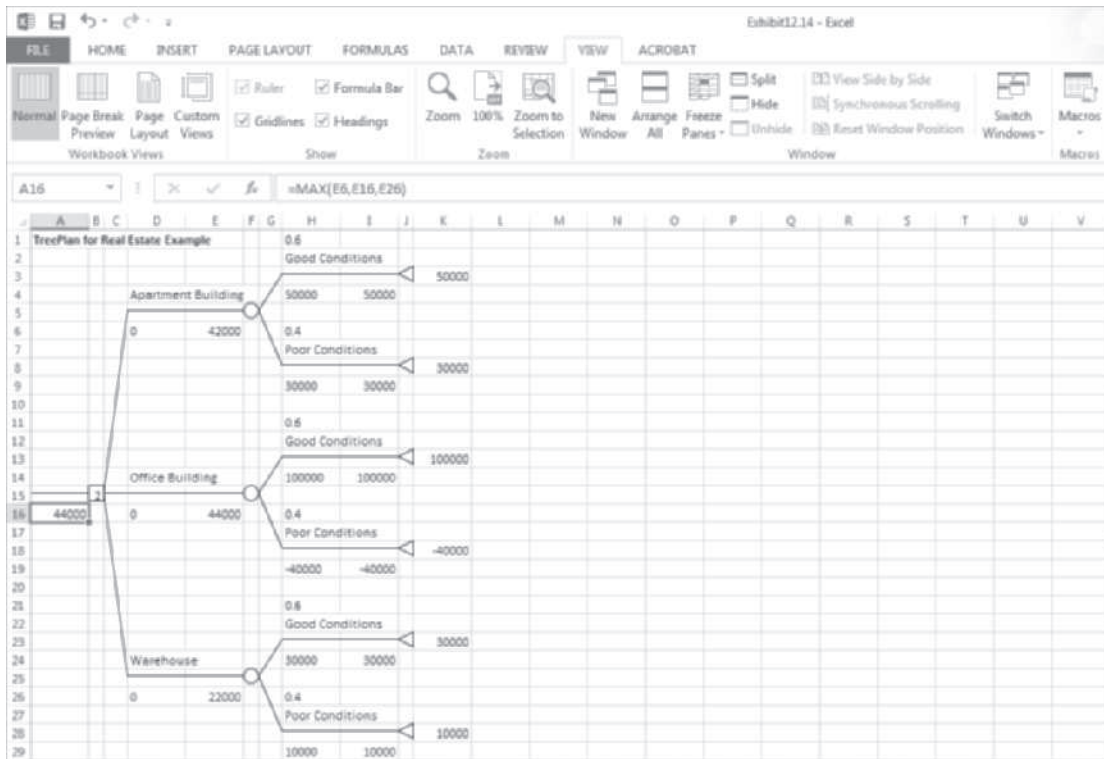 Exhibit12.14 - Excel
FILE HOME INSERT PAGE LAYOUT FORMULAS DATA REVIEW VIEW ACROBAT
Normal Page Break Preview Page Layout Custom Views
Ruler Formula Bar
Gridlines Headings
Zoom 100% Zoom to Selection
New Window Arrange All Freeze Panes
Split
Hide
Unhide
View Side by Side
Synchronous Scrolling
Reset Window Position
Switch Windows
Macros
Workbook Views Show Zoom Window Macros
A16 fx =MAX(E6,E16,E26)
A B C D E F G H I J K L M N O P Q R S T U V
1 TreePlan for Real Estate Example 0.6
2 Good Conditions
3 50000
4 Apartment Building 50000 50000
5
6 0 42000 0.4
7 Poor Conditions
8 30000
9 30000 30000
10
11 0.6
12 Good Conditions
13 100000
14 Office Building 100000 100000
15 2
16 44000 0 44000 0.4
17 Poor Conditions
18 -40000
19 -40000 -40000
20
21 0.6
22 Good Conditions
23 30000
24 Warehouse 30000 30000
25
26 0 22000 0.4
27 Poor Conditions
28 10000
29 10000 10000